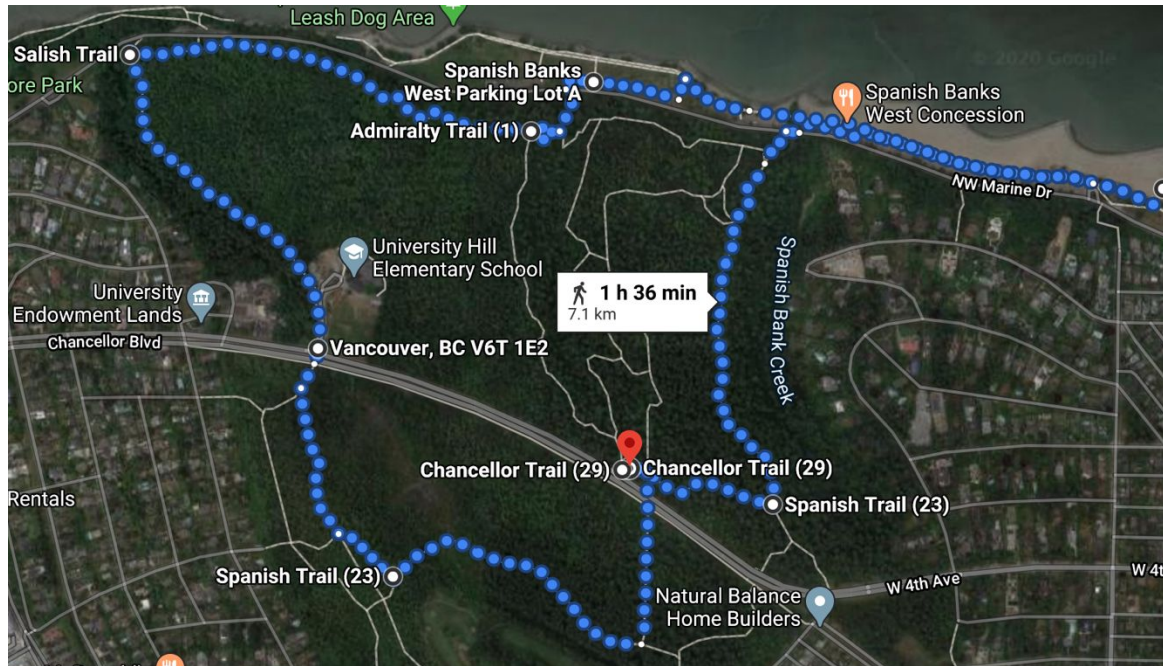 Leash Dog Area
© 2020 Google
Salish Trail
ore Park
Spanish Banks
West Parking Lot A
Spanish Banks
West Concession
Admiralty Trail (1)
NW Marine Dr
University Hill
Elementary School
Spanish Bank Creek
1 h 36 min
7.1 km
University
Endowment Lands
Chancellor Blvd
Vancouver, BC V6T 1E2
Chancellor Trail (29)
Chancellor Trail (29)
Rentals
Spanish Trail (23)
Spanish Trail (23)
W 4th Ave
W 4t
Natural Balance
Home Builders